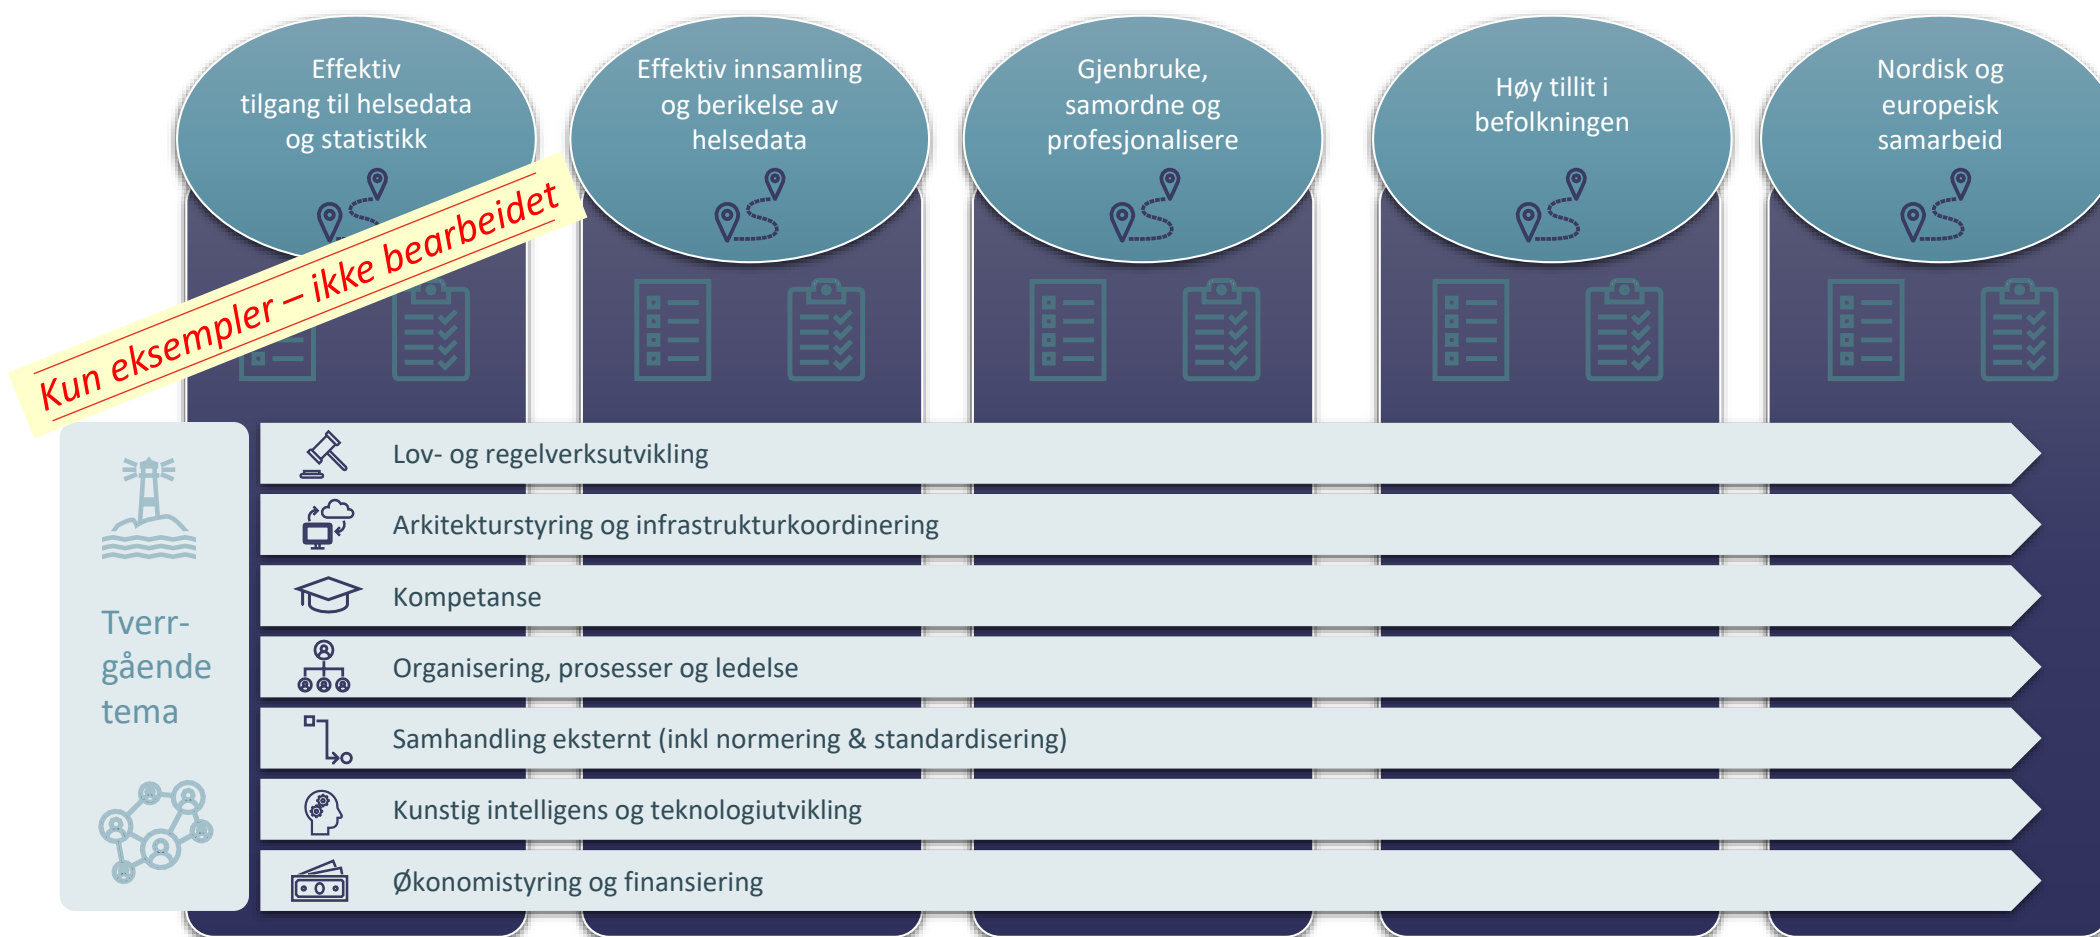 Effektiv
tilgang til helsedata
og statistikk
Effektiv innsamling
og berikelse av
helsedata
Gjenbruke,
samordne og
profesjonalisere
Høy tillit i
befolkningen
Nordisk og
europeisk
samarbeid
Kun eksempler – ikke bearbeidet
Tverr-
gående
tema
Lov- og regelverksutvikling
Arkitekturstyring og infrastrukturkoordinering
Kompetanse
Organisering, prosesser og ledelse
Samhandling eksternt (inkl normering & standardisering)
Kunstig intelligens og teknologiutvikling
Økonomistyring og finansiering